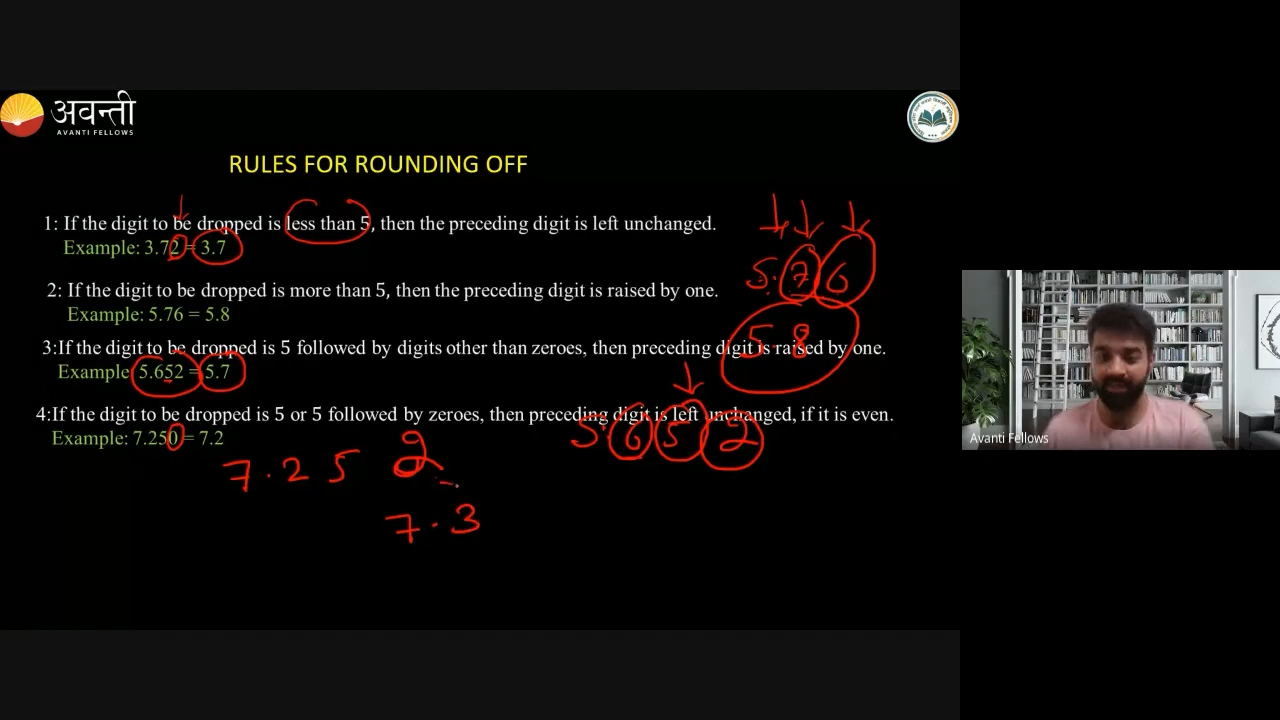 अवन्ती
AVANTI FELLOWS
RULES FOR ROUNDING OFF
1: If the digit to be dropped is less than 5, then the preceding digit is left unchanged.
Example: 3.72 = 3.7
5.76
2: If the digit to be dropped is more than 5, then the preceding digit is raised by one.
Example: 5.76 = 5.8
5.8
3:If the digit to be dropped is 5 followed by digits other than zeroes, then preceding digit is raised by one.
Example: 5.652 = 5.7
4:If the digit to be dropped is 5 or 5 followed by zeroes, then preceding digit is left unchanged, if it is even.
Example: 7.250 = 7.2
5.652
7.25 2
7.3
Avanti Fellows